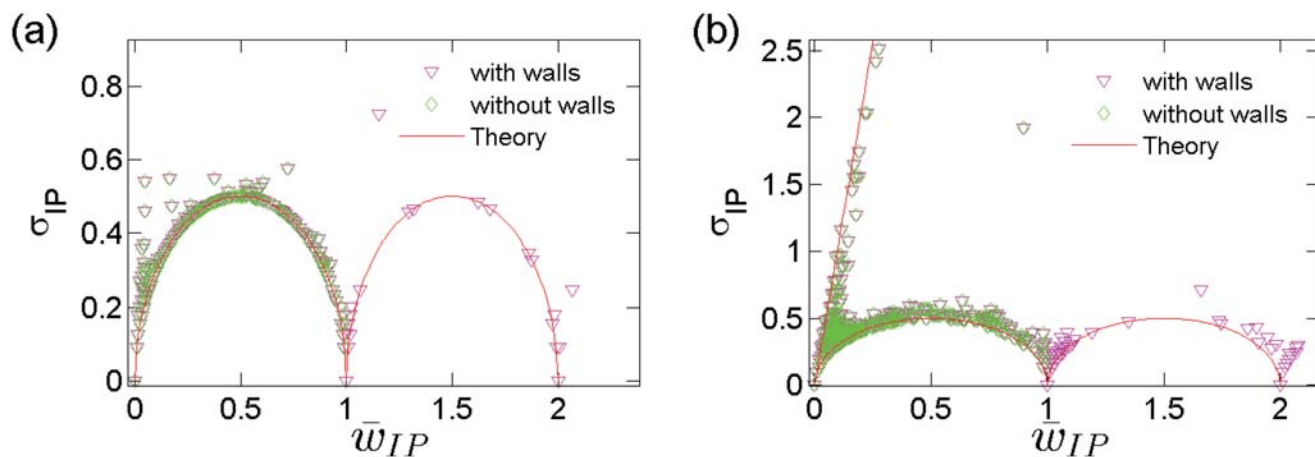 (a)
σIP
0.8
0.6
0.4
0.2
0
with walls
without walls
Theory
0 0.5 1 1.5 2
w̄IP
(b)
σIP
2.5
2
1.5
1
0.5
0
with walls
without walls
Theory
0 0.5 1 1.5 2
w̄IP